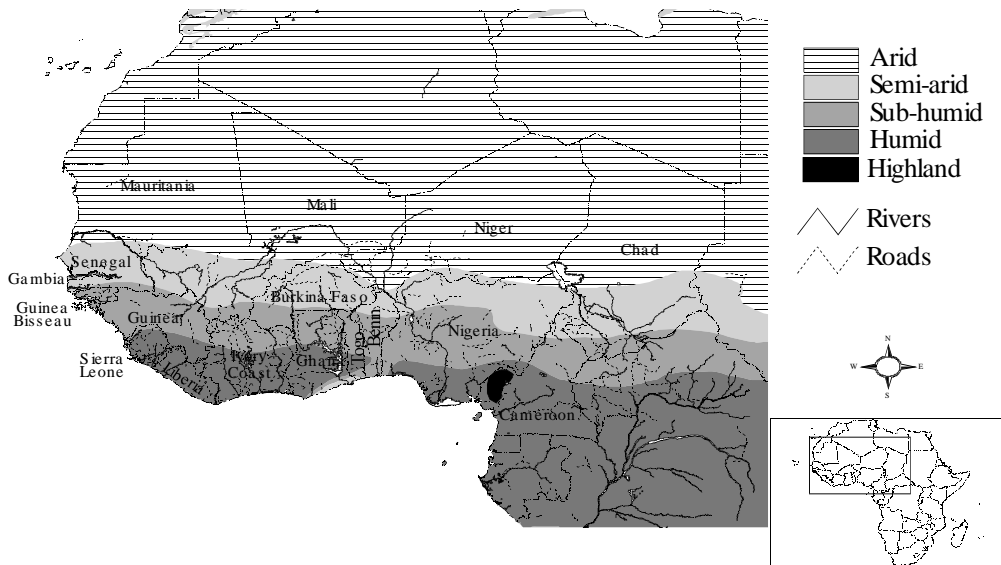 Arid
Semi-arid
Sub-humid
Humid
Highland
Rivers
Roads
Mauritania
Mali
Niger
Chad
Senegal
Gambia
Guinea
Bisseau
Guinea
Burkina Faso
Benin
Togo
Nigeria
Sierra
Leone
Liberia
Ivory
Coast
Ghana
Cameroon
N
W
E
S